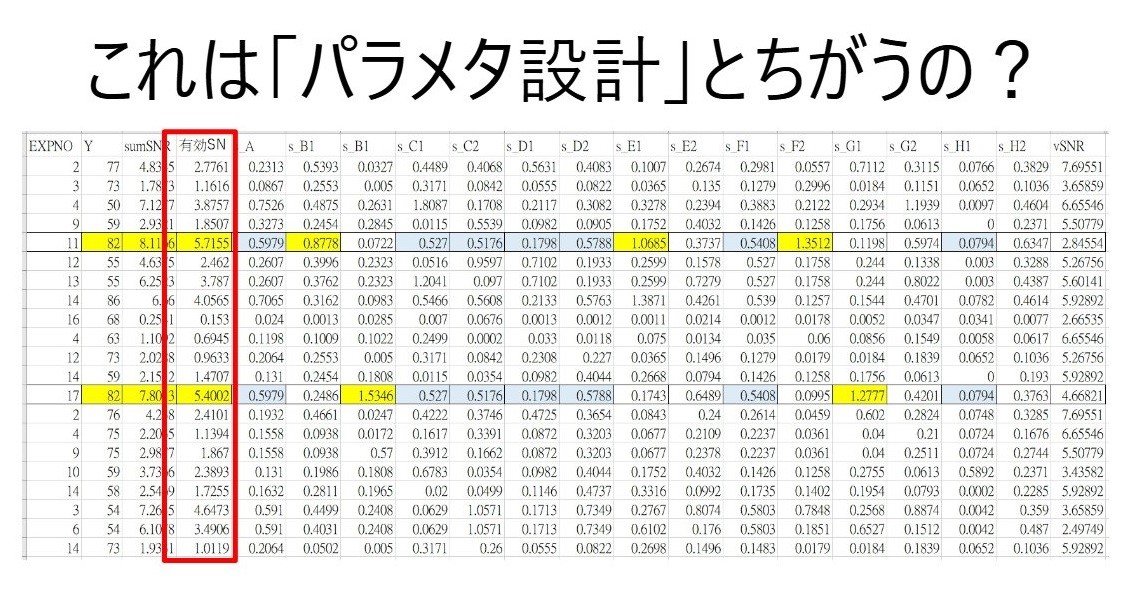 これは「パラメタ設計」とちがうの？
EXPNO Y sumSNR 有効SN _A s_B1 s_B1 s_C1 s_C2 s_D1 s_D2 s_E1 s_E2 s_F1 s_F2 s_G1 s_G2 s_H1 s_H2 vSNR
2 77 4.83 5 2.7761 0.2313 0.5393 0.0327 0.4489 0.4068 0.5631 0.4083 0.1007 0.2674 0.2981 0.0557 0.7112 0.3115 0.0766 0.3829 7.69551
3 73 1.78 3 1.1616 0.0867 0.2553 0.005 0.3171 0.0842 0.0555 0.0822 0.0365 0.135 0.1279 0.2996 0.0184 0.1151 0.0652 0.1036 3.65859
4 50 7.12 7 3.8757 0.7526 0.4875 0.2631 1.8087 0.1708 0.2117 0.3082 0.3278 0.2394 0.3883 0.2122 0.2934 1.1939 0.0097 0.4604 6.65546
9 59 2.93 1 1.8507 0.3273 0.2454 0.2845 0.0115 0.5539 0.0982 0.0905 0.1752 0.4032 0.1426 0.1258 0.1756 0.0613 0 0.2371 5.50779
11 82 8.11 6 5.7155 0.5979 0.8778 0.0722 0.527 0.5176 0.1798 0.5788 1.0685 0.3737 0.5408 1.3512 0.1198 0.5974 0.0794 0.6347 2.84554
12 55 4.63 5 2.462 0.2607 0.3996 0.2323 0.0516 0.9597 0.7102 0.1933 0.2599 0.1578 0.527 0.1758 0.244 0.1338 0.003 0.3288 5.26756
13 55 6.25 3 3.787 0.2607 0.3762 0.2323 1.2041 0.097 0.7102 0.1933 0.2599 0.7279 0.527 0.1758 0.244 0.8022 0.003 0.4387 5.60141
14 86 6. 6 4.0565 0.7065 0.3162 0.0983 0.5466 0.5608 0.2133 0.5763 1.3871 0.4261 0.539 0.1257 0.1544 0.4701 0.0782 0.4614 5.92892
16 68 0.25 1 0.153 0.024 0.0013 0.0285 0.007 0.0676 0.0013 0.0012 0.0011 0.0214 0.0012 0.0178 0.0052 0.0347 0.0341 0.0077 2.66535
4 63 1.10 2 0.6945 0.1198 0.1009 0.1022 0.2499 0.0002 0.033 0.0118 0.075 0.0134 0.035 0.06 0.0856 0.1549 0.0058 0.0617 6.65546
12 73 2.02 8 0.9633 0.2064 0.2553 0.005 0.3171 0.0842 0.2308 0.227 0.0365 0.1496 0.1279 0.0179 0.0184 0.1839 0.0652 0.1036 5.26756
14 59 2.15 2 1.4707 0.131 0.2454 0.1808 0.0115 0.0354 0.0982 0.4044 0.2668 0.0794 0.1426 0.1258 0.1756 0.0613 0 0.193 5.92892
17 82 7.80 3 5.4002 0.5979 0.2486 1.5346 0.527 0.5176 0.1798 0.5788 0.1743 0.6489 0.5408 0.0995 1.2777 0.4201 0.0794 0.3763 4.66821
2 76 4.2 8 2.4101 0.1932 0.4661 0.0247 0.4222 0.3746 0.4725 0.3654 0.0843 0.24 0.2614 0.0459 0.602 0.2824 0.0748 0.3285 7.69551
4 75 2.20 5 1.1394 0.1558 0.0938 0.0172 0.1617 0.3391 0.0872 0.3203 0.0677 0.2109 0.2237 0.0361 0.04 0.21 0.0724 0.1676 6.65546
9 75 2.98 7 1.867 0.1558 0.0938 0.57 0.3912 0.1662 0.0872 0.3203 0.0677 0.2378 0.2237 0.0361 0.04 0.2511 0.0724 0.2744 5.50779
10 59 3.73 6 2.3893 0.131 0.1986 0.1808 0.6783 0.0354 0.0982 0.4044 0.1752 0.4032 0.1426 0.1258 0.2755 0.0613 0.5892 0.2371 3.43582
14 58 2.54 9 1.7255 0.1632 0.2811 0.1965 0.02 0.0499 0.1146 0.4737 0.3316 0.0992 0.1735 0.1402 0.1954 0.0793 0.0002 0.2285 5.92892
3 54 7.26 5 4.6473 0.591 0.4499 0.2408 0.0629 1.0571 0.1713 0.7349 0.2767 0.8074 0.5803 0.7848 0.2568 0.8874 0.0042 0.359 3.65859
6 54 6.10 8 3.4906 0.591 0.4031 0.2408 0.0629 1.0571 0.1713 0.7349 0.6102 0.176 0.5803 0.1851 0.6527 0.1512 0.0042 0.487 2.49749
14 73 1.93 1 1.0119 0.2064 0.0502 0.005 0.3171 0.26 0.0555 0.0822 0.2698 0.1496 0.1483 0.0179 0.0184 0.1839 0.0652 0.1036 5.92892